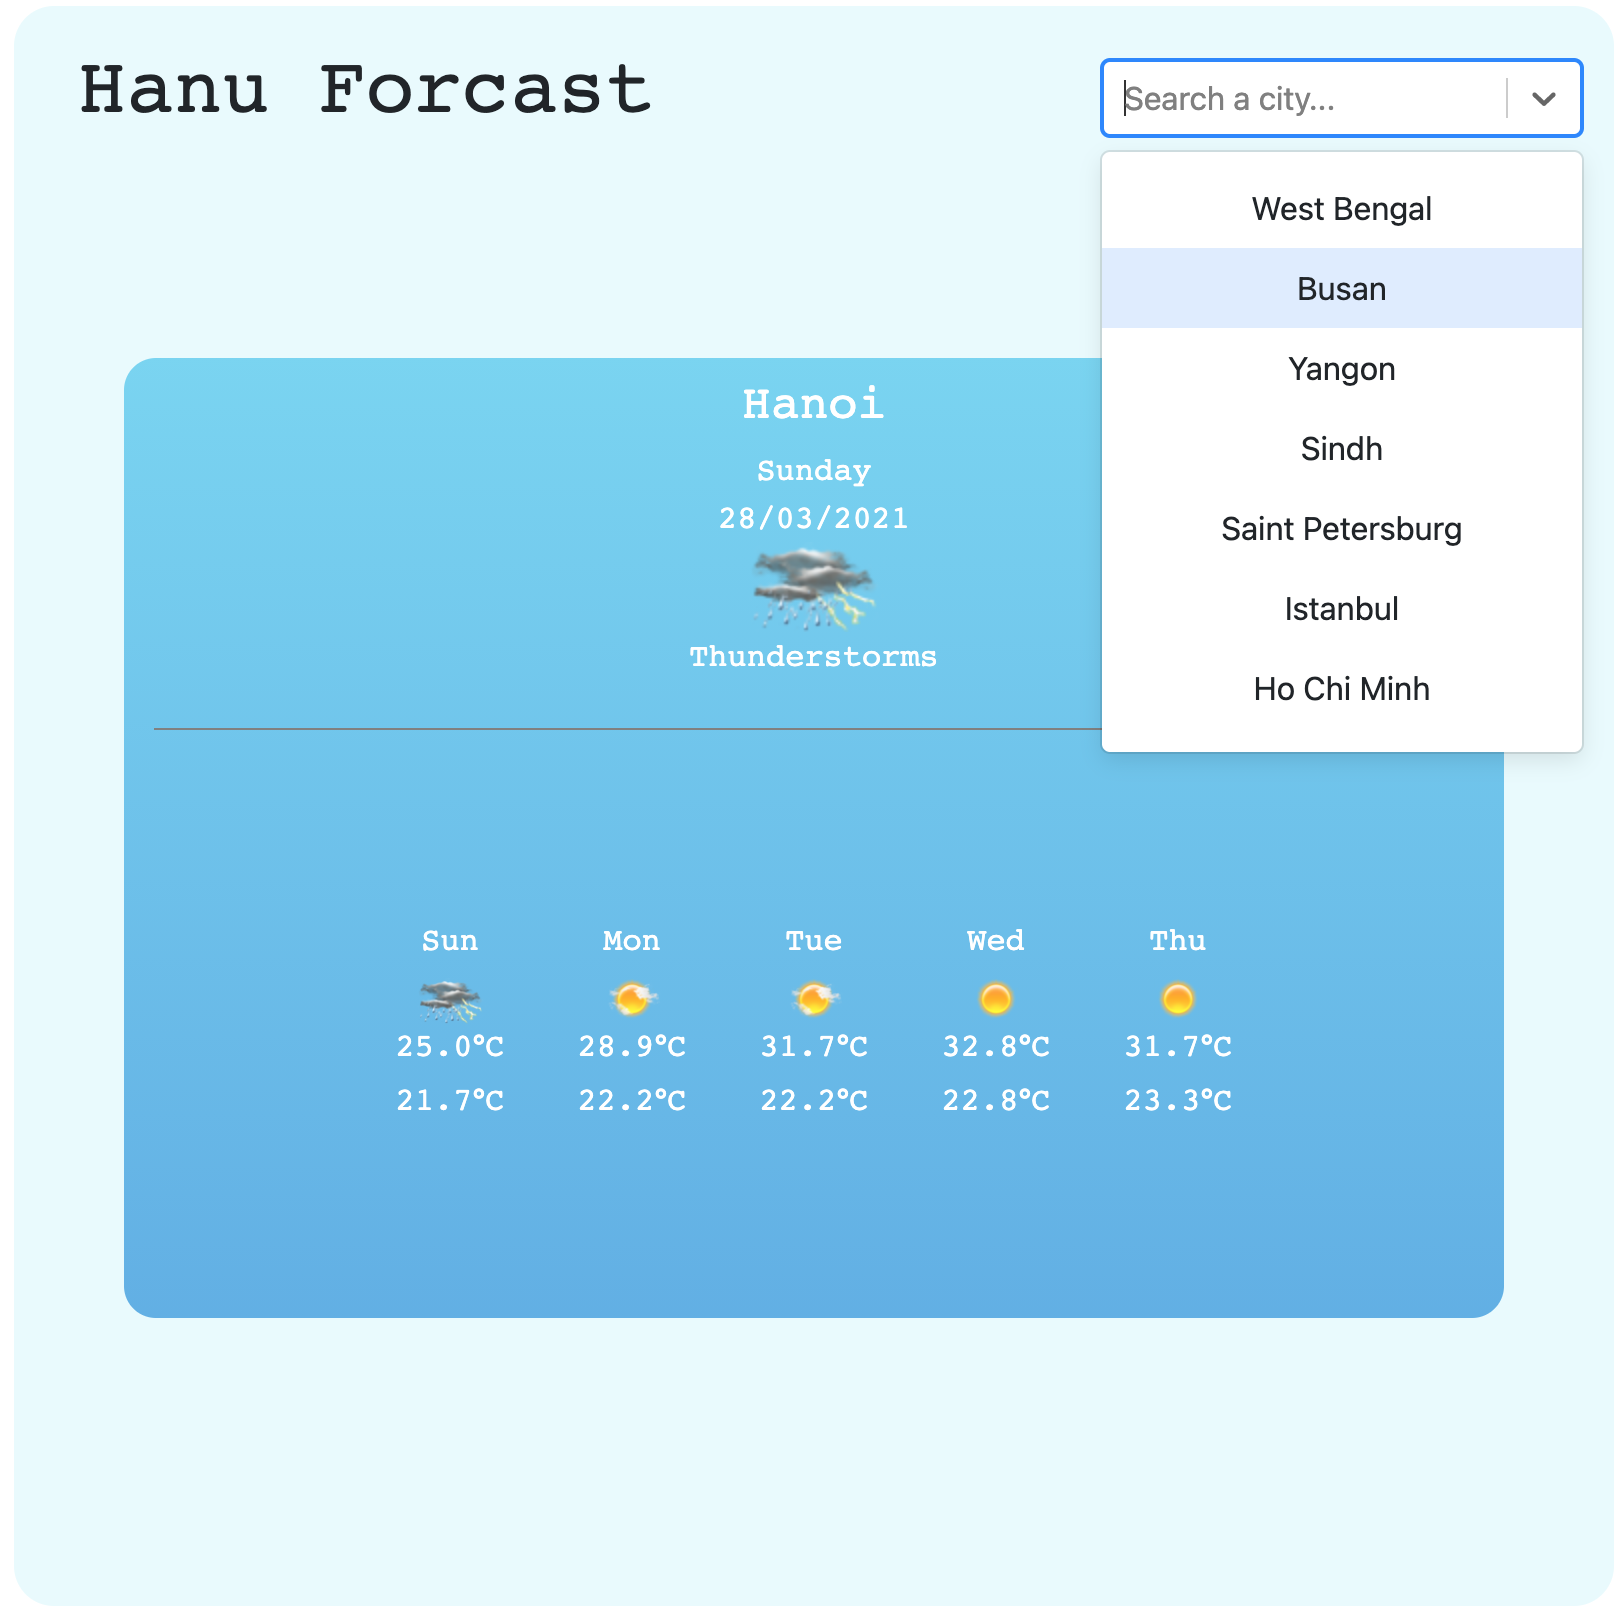 Hanu Forcast
Search a city...
West Bengal
Busan
Yangon
Sindh
Saint Petersburg
Istanbul
Ho Chi Minh
Hanoi
Sunday
28/03/2021
Thunderstorms
Sun Mon Tue Wed Thu
25.0°C 28.9°C 31.7°C 32.8°C 31.7°C
21.7°C 22.2°C 22.2°C 22.8°C 23.3°C